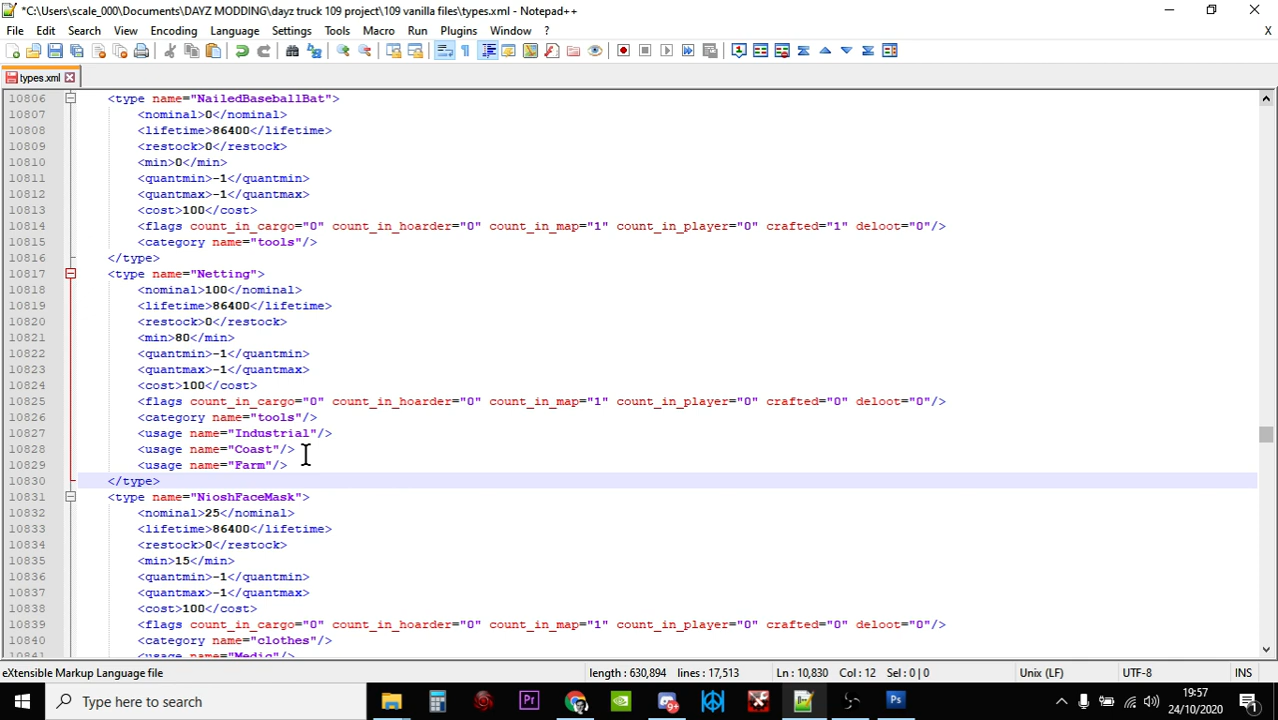 *C:\Users\scale_000\Documents\DAYZ MODDING\dayz truck 109 project\109 vanilla files\types.xml - Notepad++
File Edit Search View Encoding Language Settings Tools Macro Run Plugins Window ? X
types.xml
10806 <type name="NailedBaseballBat">
10807 <nominal>0</nominal>
10808 <lifetime>86400</lifetime>
10809 <restock>0</restock>
10810 <min>0</min>
10811 <quantmin>-1</quantmin>
10812 <quantmax>-1</quantmax>
10813 <cost>100</cost>
10814 <flags count_in_cargo="0" count_in_hoarder="0" count_in_map="1" count_in_player="0" crafted="1" deloot="0"/>
10815 <category name="tools"/>
10816 </type>
10817 <type name="Netting">
10818 <nominal>100</nominal>
10819 <lifetime>86400</lifetime>
10820 <restock>0</restock>
10821 <min>80</min>
10822 <quantmin>-1</quantmin>
10823 <quantmax>-1</quantmax>
10824 <cost>100</cost>
10825 <flags count_in_cargo="0" count_in_hoarder="0" count_in_map="1" count_in_player="0" crafted="0" deloot="0"/>
10826 <category name="tools"/>
10827 <usage name="Industrial"/>
10828 <usage name="Coast"/>
10829 <usage name="Farm"/>
10830 </type>
10831 <type name="NioshFaceMask">
10832 <nominal>25</nominal>
10833 <lifetime>86400</lifetime>
10834 <restock>0</restock>
10835 <min>15</min>
10836 <quantmin>-1</quantmin>
10837 <quantmax>-1</quantmax>
10838 <cost>100</cost>
10839 <flags count_in_cargo="0" count_in_hoarder="0" count_in_map="1" count_in_player="0" crafted="0" deloot="0"/>
10840 <category name="clothes"/>
10841 <usage name="Medic"/>
eXtensible Markup Language file length : 630,894 lines : 17,513 Ln : 10,830 Col : 12 Sel : 0 | 0 Unix (LF) UTF-8 INS
Type here to search
Pr
Ps
19:57
24/10/2020